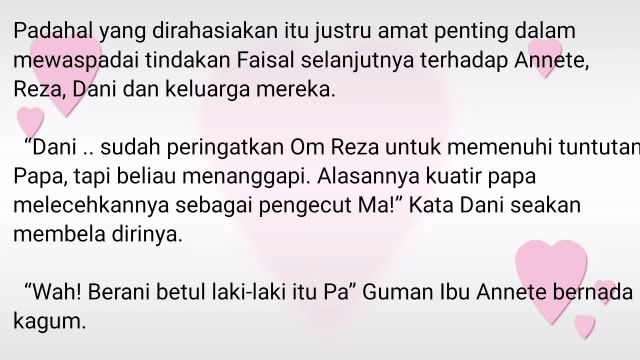 Padahal yang dirahasiakan itu justru amat penting dalam
mewaspadai tindakan Faisal selanjutnya terhadap Annete,
Reza, Dani dan keluarga mereka.
“Dani .. sudah peringatkan Om Reza untuk memenuhi tuntutan
Papa, tapi beliau menanggapi. Alasannya kuatir papa
melecehkannya sebagai pengecut Ma!” Kata Dani seakan
membela dirinya.
“Wah! Berani betul laki-laki itu Pa” Guman Ibu Annete bernada
kagum.